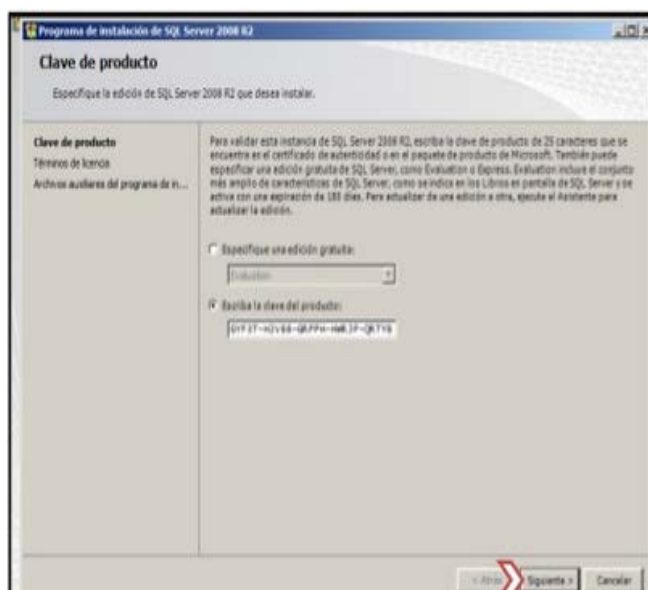 Programa de instalación de SQL Server 2008 R2
Clave de producto
Especifique la edición de SQL Server 2008 R2 que desea instalar.
Clave de producto
Términos de licencia
Archivos auxiliares del programa de in...
Para validar esta instancia de SQL Server 2008 R2, escriba la clave de producto de 25 caracteres que se
encuentra en el certificado de autenticidad o en el paquete de producto de Microsoft. También puede
especificar una edición gratuita de SQL Server, como Evaluation o Express. Evaluation incluye el conjunto
más amplio de características de SQL Server, como se indica en los Libros en pantalla de SQL Server y se
activa con una expiración de 180 días. Para actualizar de una edición a otra, ejecute el Asistente para
actualizar la edición.
Especifique una edición gratuita:
Evaluation
Escriba la clave del producto:
< Atrás
Siguiente >
Cancelar